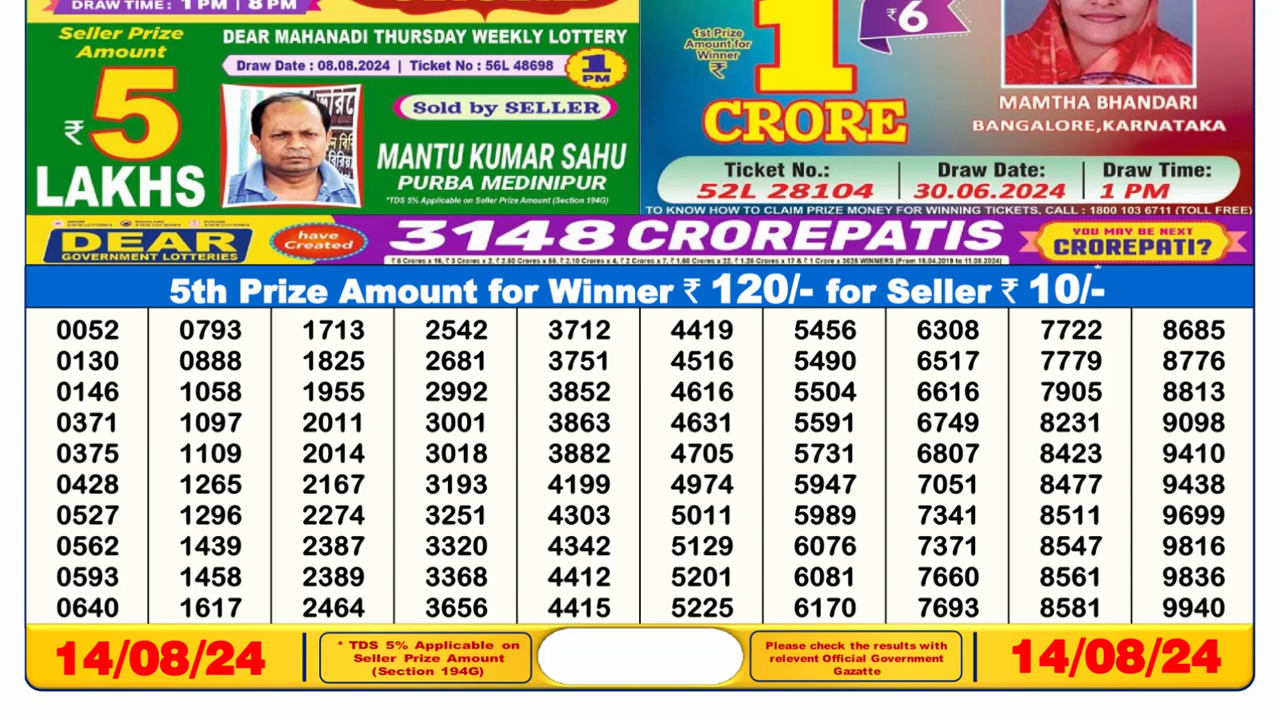 DRAW TIME: 1 PM | 8 PM
CRORE
Seller Prize
Amount
₹ 5
LAKHS
DEAR MAHANADI THURSDAY WEEKLY LOTTERY
Draw Date : 08.08.2024 | Ticket No : 56L 48698
1
PM
Sold by SELLER
MANTU KUMAR SAHU
PURBA MEDINIPUR
*TDS 5% Applicable on Seller Prize Amount (Section 194G)
₹6
1st Prize
Amount for
Winner
₹
1
CRORE
MAMTHA BHANDARI
BANGALORE,KARNATAKA
Ticket No.: Draw Date: Draw Time:
52L 28104 30.06.2024 1 PM
TO KNOW HOW TO CLAIM PRIZE MONEY FOR WINNING TICKETS, CALL : 1800 103 6711 (TOLL FREE)
DEAR
GOVERNMENT LOTTERIES
have
Created
3148 CROREPATIS
YOU MAY BE NEXT
CROREPATI?
5th Prize Amount for Winner ₹ 120/- for Seller ₹ 10/-*
0052 0793 1713 2542 3712 4419 5456 6308 7722 8685
0130 0888 1825 2681 3751 4516 5490 6517 7779 8776
0146 1058 1955 2992 3852 4616 5504 6616 7905 8813
0371 1097 2011 3001 3863 4631 5591 6749 8231 9098
0375 1109 2014 3018 3882 4705 5731 6807 8423 9410
0428 1265 2167 3193 4199 4974 5947 7051 8477 9438
0527 1296 2274 3251 4303 5011 5989 7341 8511 9699
0562 1439 2387 3320 4342 5129 6076 7371 8547 9816
0593 1458 2389 3368 4412 5201 6081 7660 8561 9836
0640 1617 2464 3656 4415 5225 6170 7693 8581 9940
14/08/24
* TDS 5% Applicable on
Seller Prize Amount
(Section 194G)
Please check the results with
relevent Official Government
Gazatte
14/08/24